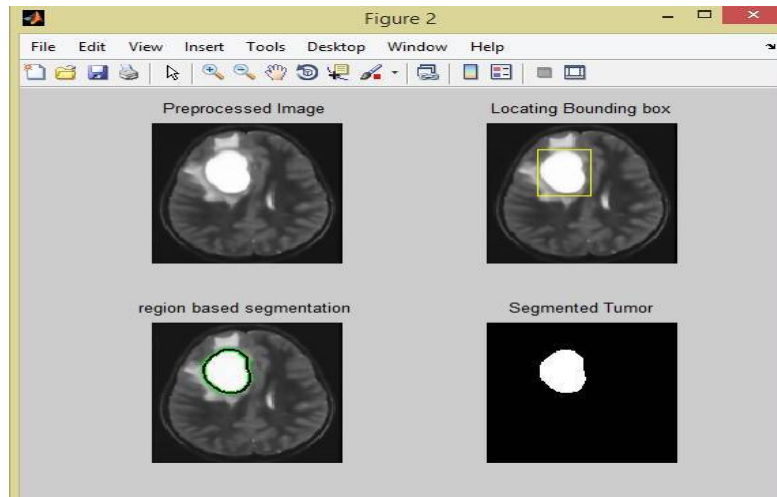 Figure 2
File Edit View Insert Tools Desktop Window Help
Preprocessed Image
Locating Bounding box
region based segmentation
Segmented Tumor